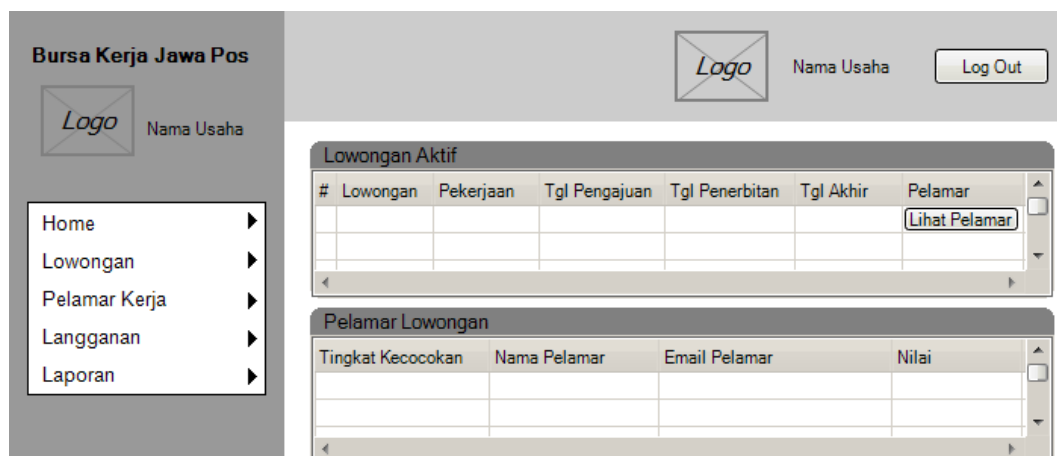 Bursa Kerja Jawa Pos
Logo Nama Usaha
Home
Lowongan
Pelamar Kerja
Langganan
Laporan
Logo Nama Usaha Log Out
Lowongan Aktif
# Lowongan Pekerjaan Tgl Pengajuan Tgl Penerbitan Tgl Akhir Pelamar
Lihat Pelamar
Pelamar Lowongan
Tingkat Kecocokan Nama Pelamar Email Pelamar Nilai